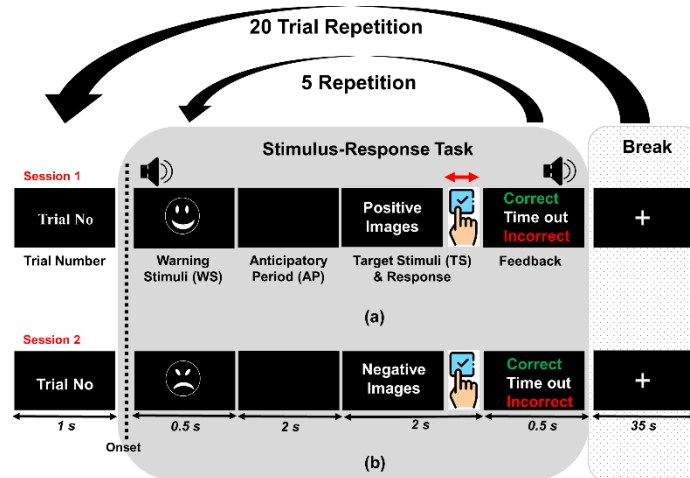 20 Trial Repetition
5 Repetition
Stimulus-Response Task
Break
Session 1
Trial No
Positive
Images
Correct
Time out
Incorrect
+
Trial Number
Warning
Stimuli (WS)
Anticipatory
Period (AP)
Target Stimuli (TS)
& Response
Feedback
(a)
Session 2
Trial No
Negative
Images
Correct
Time out
Incorrect
+
1 s
0.5 s
2 s
2 s
0.5 s
35 s
Onset
(b)